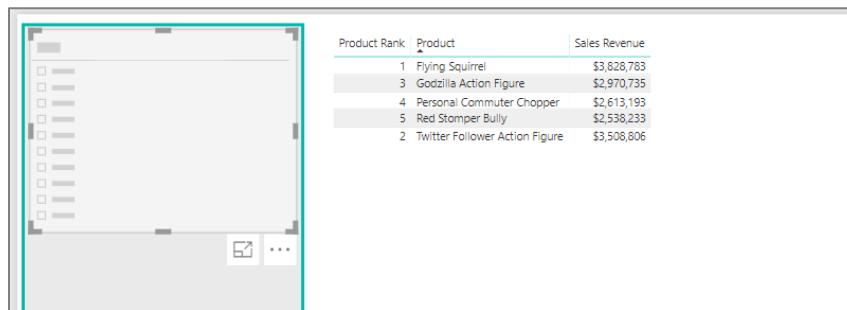 Product Rank Product Sales Revenue
1 Flying Squirrel $3,828,783
3 Godzilla Action Figure $2,970,735
4 Personal Commuter Chopper $2,613,193
5 Red Stomper Bully $2,538,233
2 Twitter Follower Action Figure $3,508,806